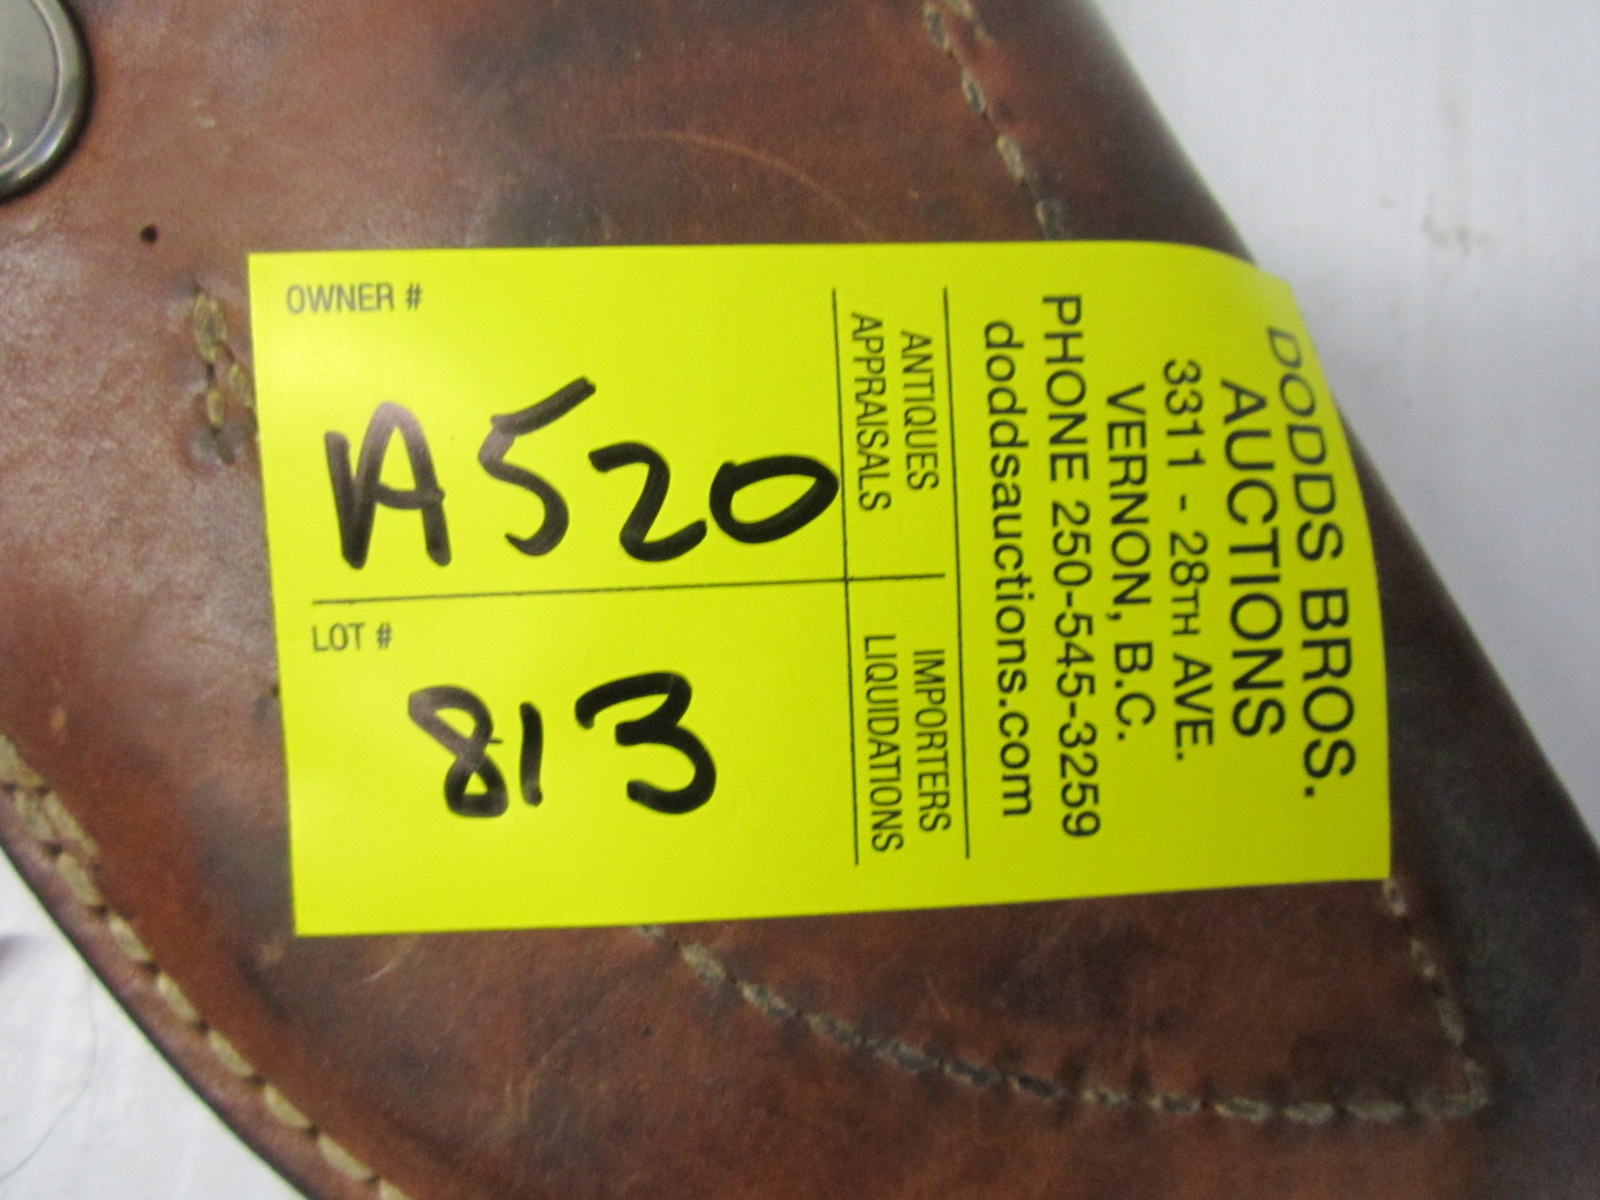 DODDS BROS.
AUCTIONS
3311 - 28TH AVE.
VERNON, B.C.
PHONE 250-545-3259
doddsauctions.com
ANTIQUES IMPORTERS
APPRAISALS LIQUIDATIONS
OWNER #
A520
LOT #
813